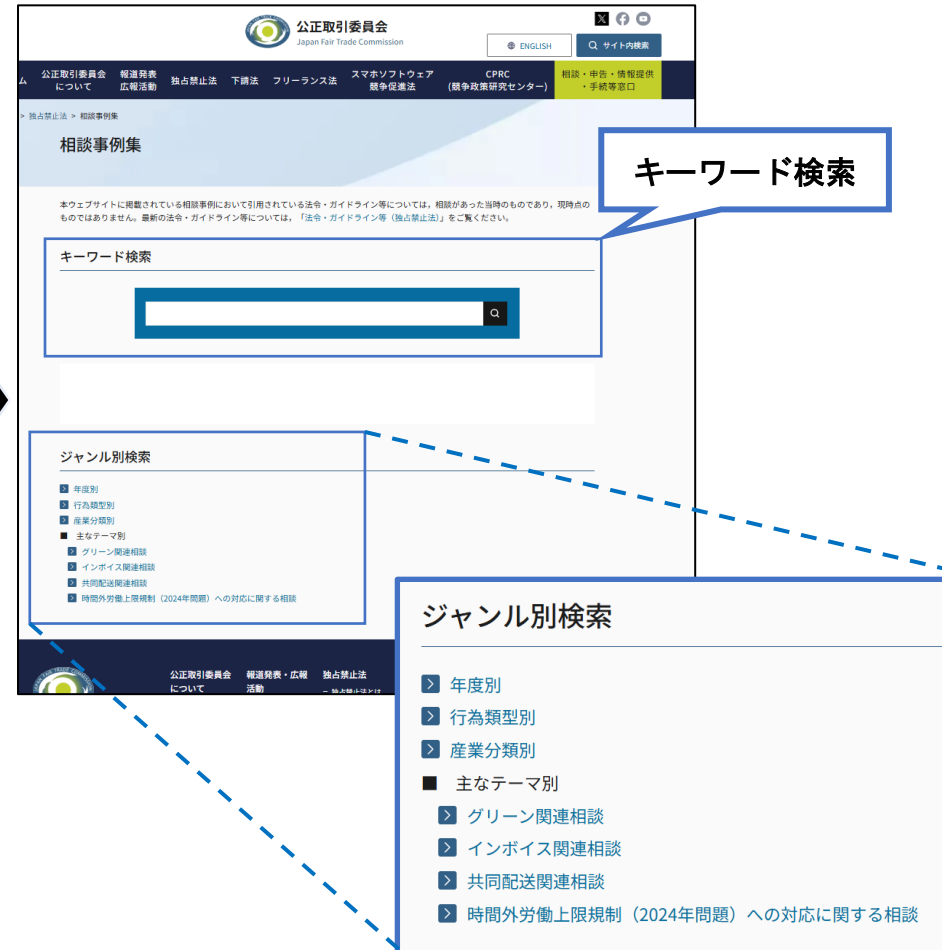 公正取引委員会
Japan Fair Trade Commission
ENGLISH
サイト内検索
ム
公正取引委員会
について
報道発表
広報活動
独占禁止法
下請法
フリーランス法
スマホソフトウェア
競争促進法
CPRC
(競争政策研究センター)
相談・申告・情報提供
・手続等窓口
> 独占禁止法 > 相談事例集
相談事例集
キーワード検索
本ウェブサイトに掲載されている相談事例において引用されている法令・ガイドライン等については，相談があった当時のものであり，現時点の
ものではありません。最新の法令・ガイドライン等については，「法令・ガイドライン等（独占禁止法）」をご覧ください。
キーワード検索
ジャンル別検索
年度別
行為類型別
産業分類別
■ 主なテーマ別
グリーン関連相談
インボイス関連相談
共同配送関連相談
時間外労働上限規制（2024年問題）への対応に関する相談
公正取引委員会
について
報道発表・広報
活動
独占禁止法
ジャンル別検索
年度別
行為類型別
産業分類別
■ 主なテーマ別
グリーン関連相談
インボイス関連相談
共同配送関連相談
時間外労働上限規制（2024年問題）への対応に関する相談